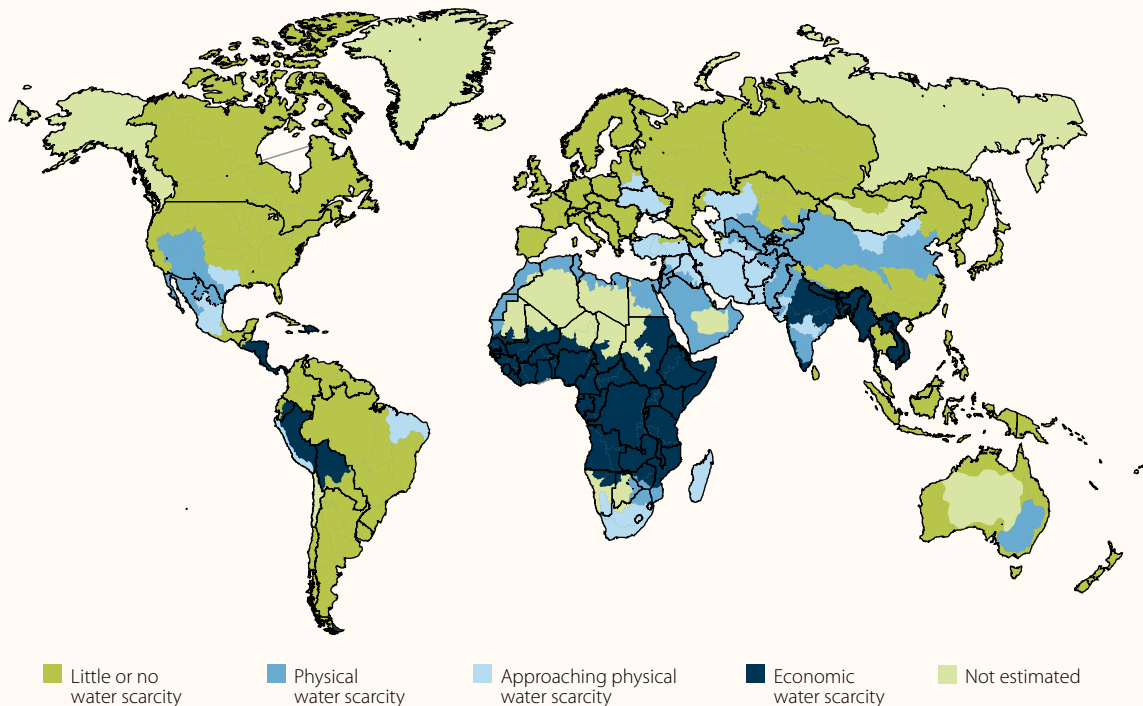 Little or no
water scarcity
Physical
water scarcity
Approaching physical
water scarcity
Economic
water scarcity
Not estimated